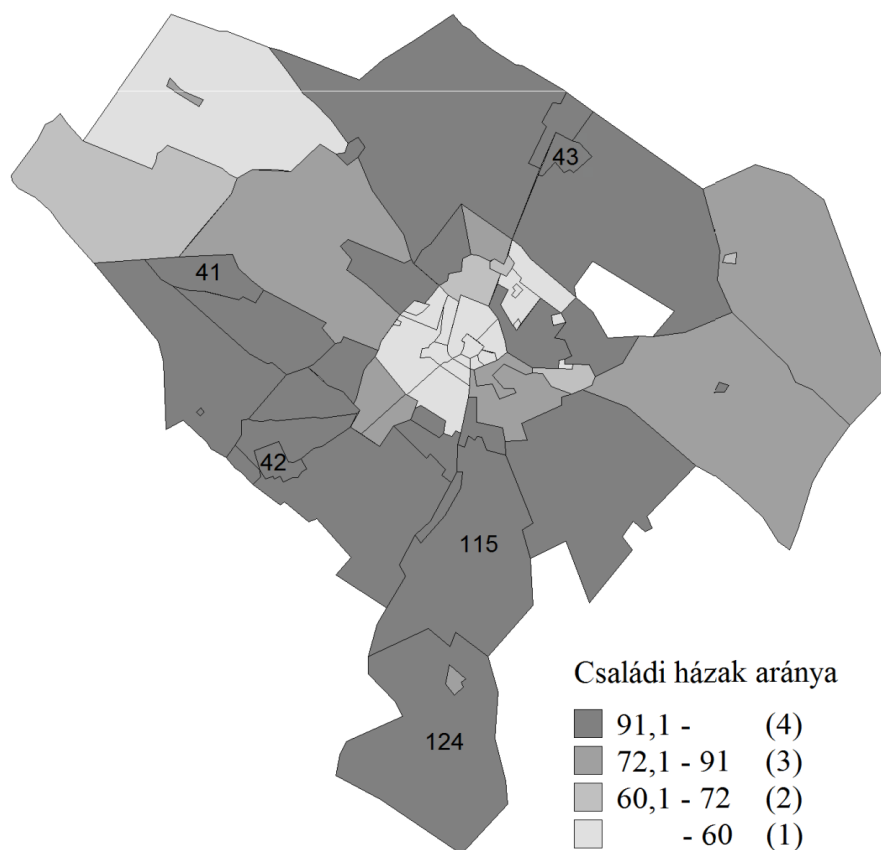 43
41
42
115
124
Családi házak aránya
91,1 - (4)
72,1 - 91 (3)
60,1 - 72 (2)
- 60 (1)